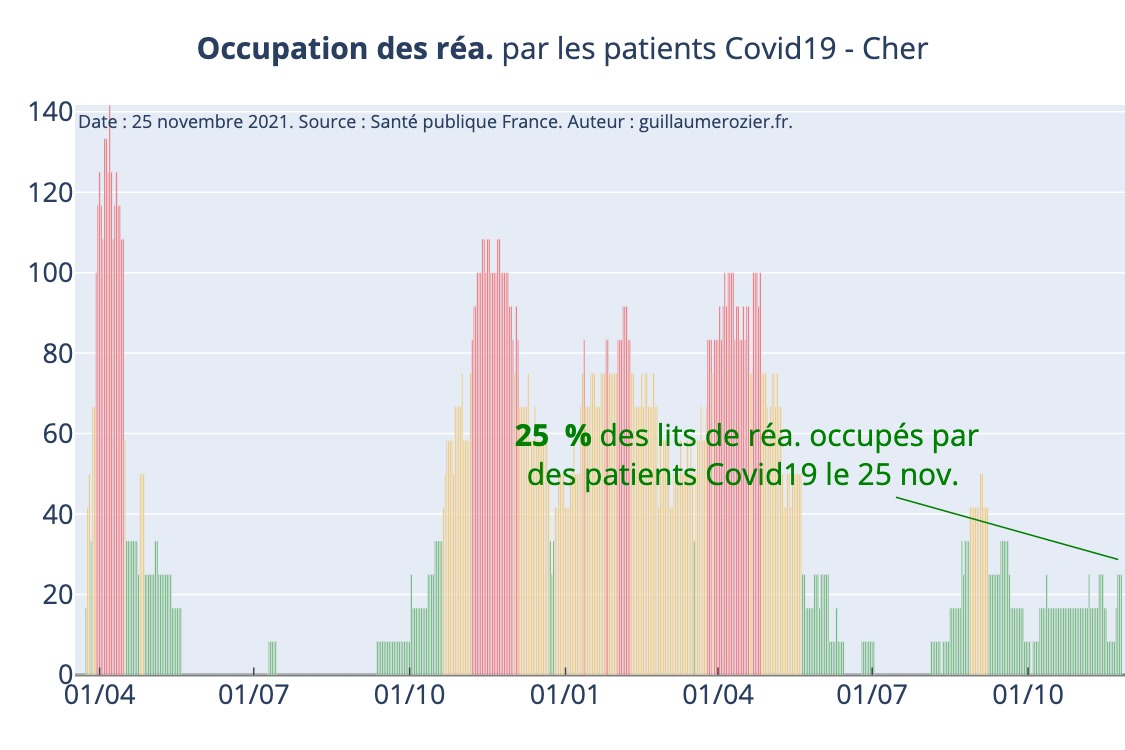 Occupation des réa. par les patients Covid19 - Cher
140
Date : 25 novembre 2021. Source : Santé publique France. Auteur : guillaumerozier.fr.
120
100
80
60
25 % des lits de réa. occupés par
des patients Covid19 le 25 nov.
40
20
0
01/04 01/07 01/10 01/01 01/04 01/07 01/10